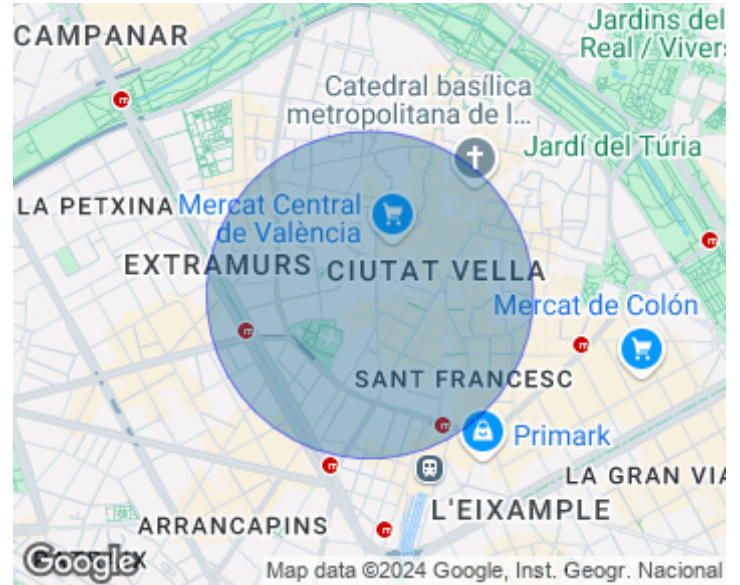 CAMPANAR
Jardins del
Real / Viver
Catedral basílica
metropolitana de l...
Jardí del Túria
LA PETXINA
Mercat Central
de València
EXTRAMURS
CIUTAT VELLA
Mercat de Colón
SANT FRANCESC
Primark
LA GRAN VIA
L'EIXAMPLE
ARRANCAPINS
Google
Map data ©2024 Google, Inst. Geogr. Nacional